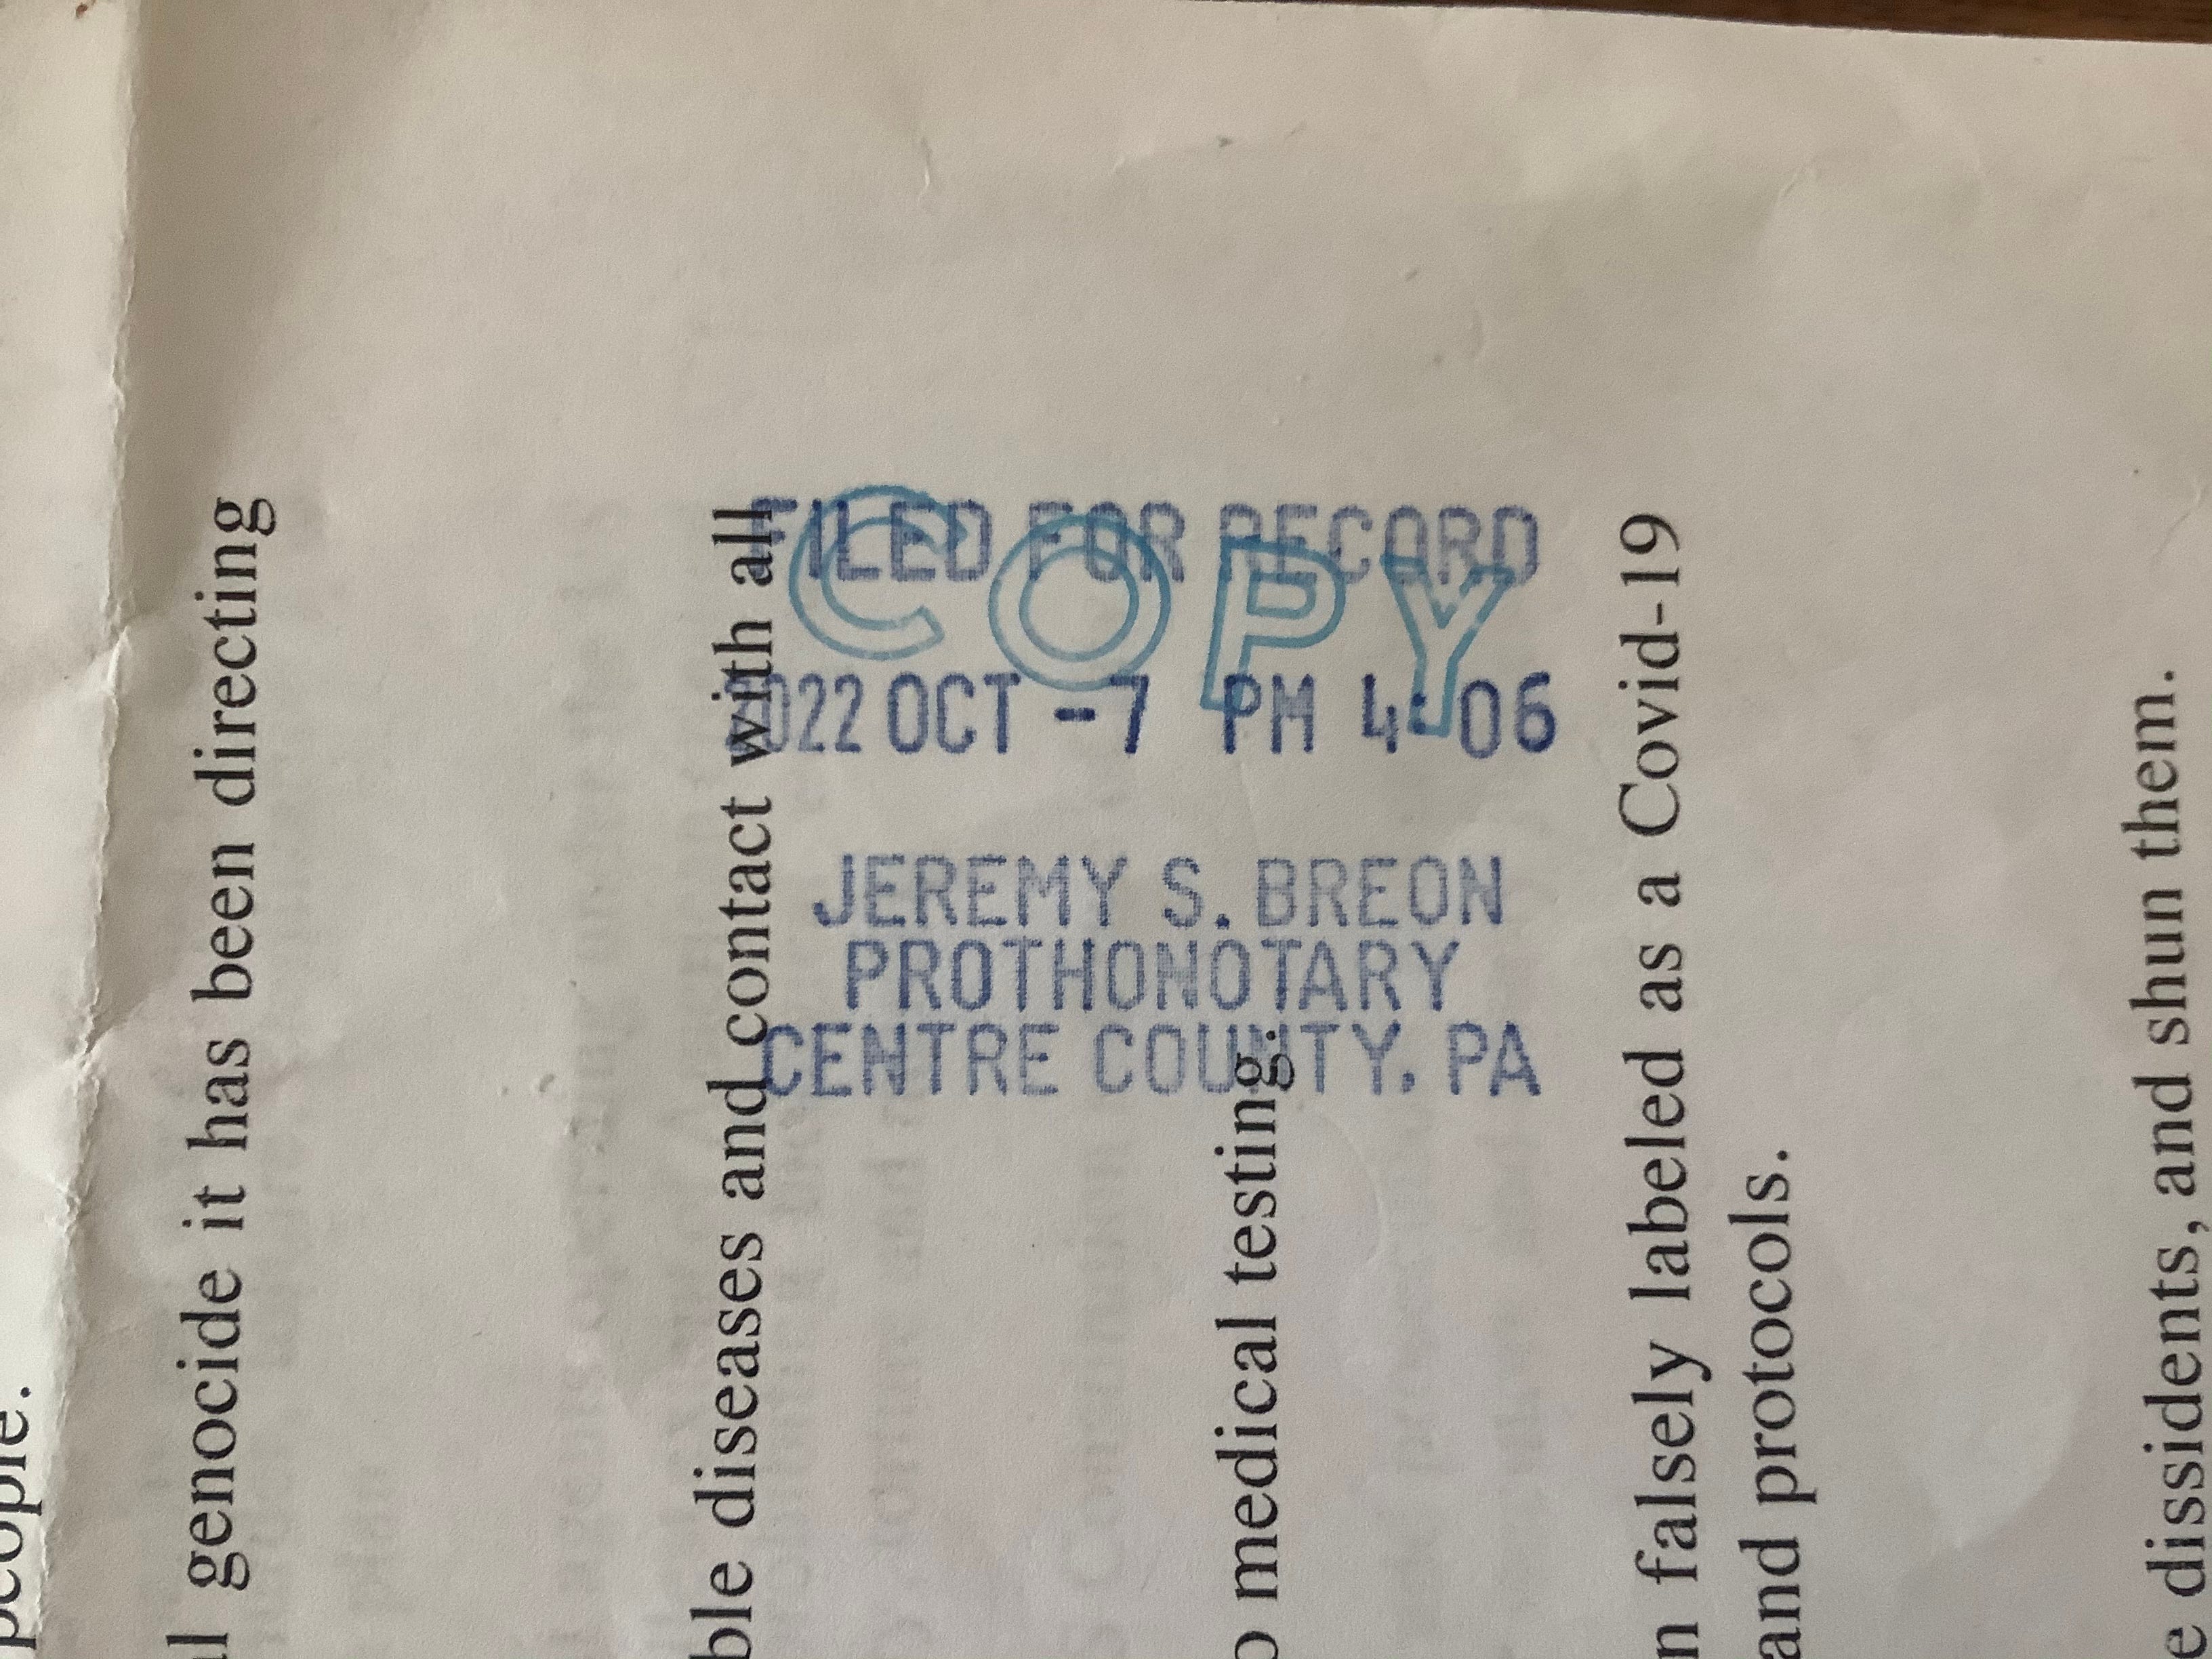 FILED FOR RECORD
COPY
2022 OCT -7 PM 4:06
JEREMY S. BREON
PROTHONOTARY
CENTRE COUNTY, PA
people.
genocide it has been directing
diseases and contact with all
medical testing.
falsely labeled as a Covid-19
and protocols.
dissidents, and shun them.